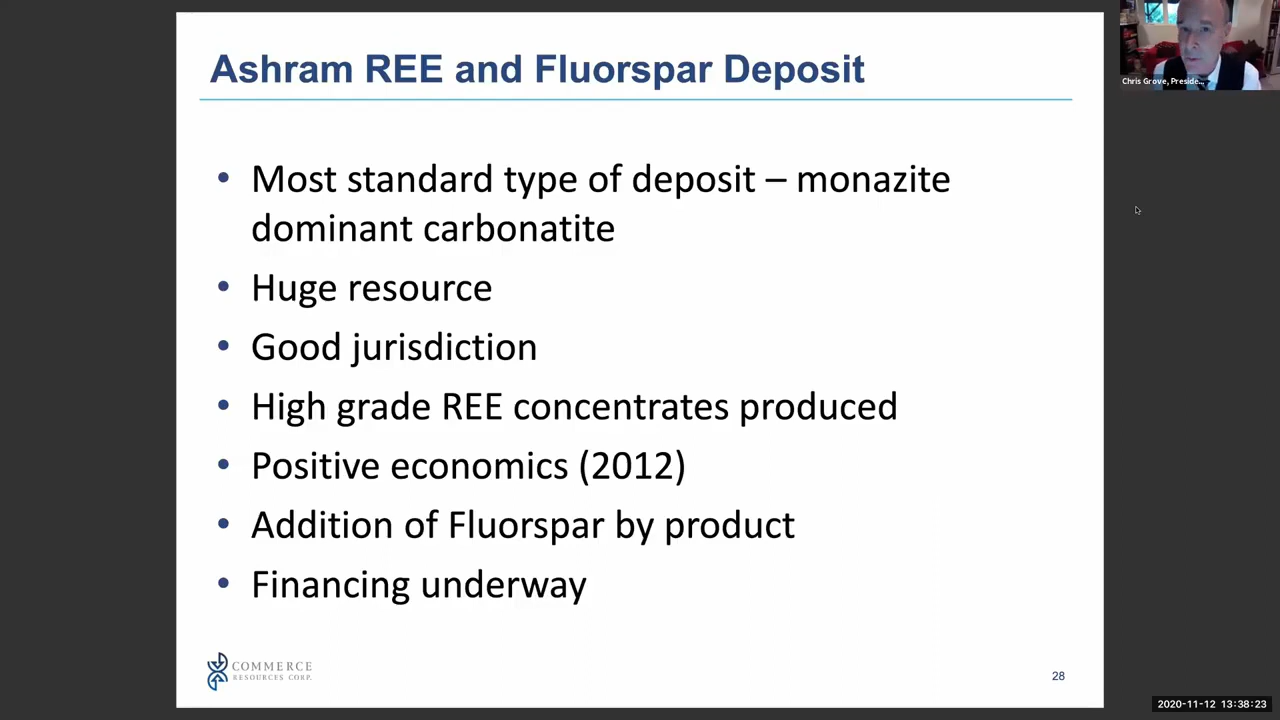 Ashram REE and Fluorspar Deposit
Chris Grove, Preside...
• Most standard type of deposit – monazite
dominant carbonatite
• Huge resource
• Good jurisdiction
• High grade REE concentrates produced
• Positive economics (2012)
• Addition of Fluorspar by product
• Financing underway
COMMERCE
RESOURCES CORP.
28
2020-11-12 13:38:23